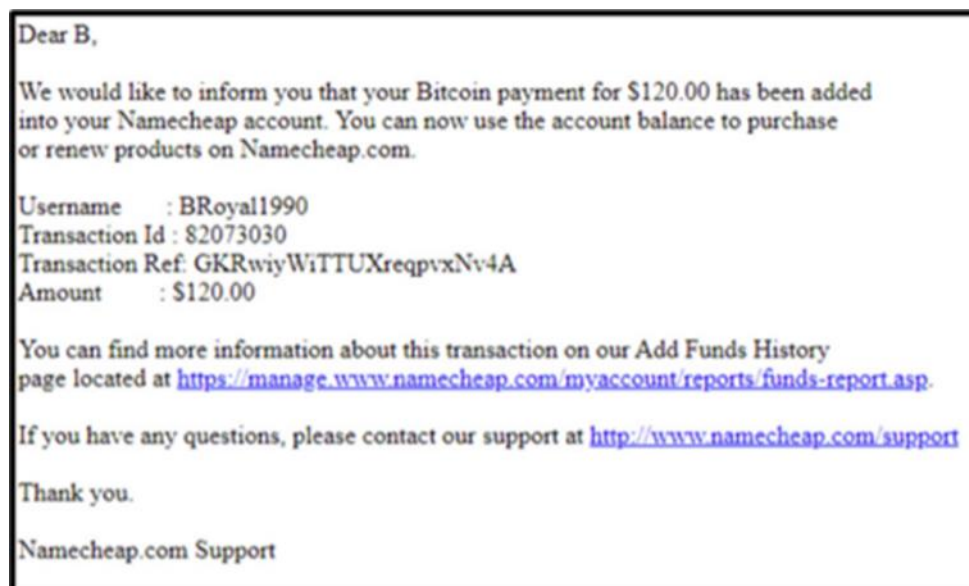 Dear B,
We would like to inform you that your Bitcoin payment for $120.00 has been added
into your Namecheap account. You can now use the account balance to purchase
or renew products on Namecheap.com.
Username : BRoyal1990
Transaction Id : 82073030
Transaction Ref: GKRwiyWiTTUXreqpvxNv4A
Amount : $120.00
You can find more information about this transaction on our Add Funds History
page located at https://manage.www.namecheap.com/myaccount/reports/funds-report.asp.
If you have any questions, please contact our support at http://www.namecheap.com/support
Thank you.
Namecheap.com Support